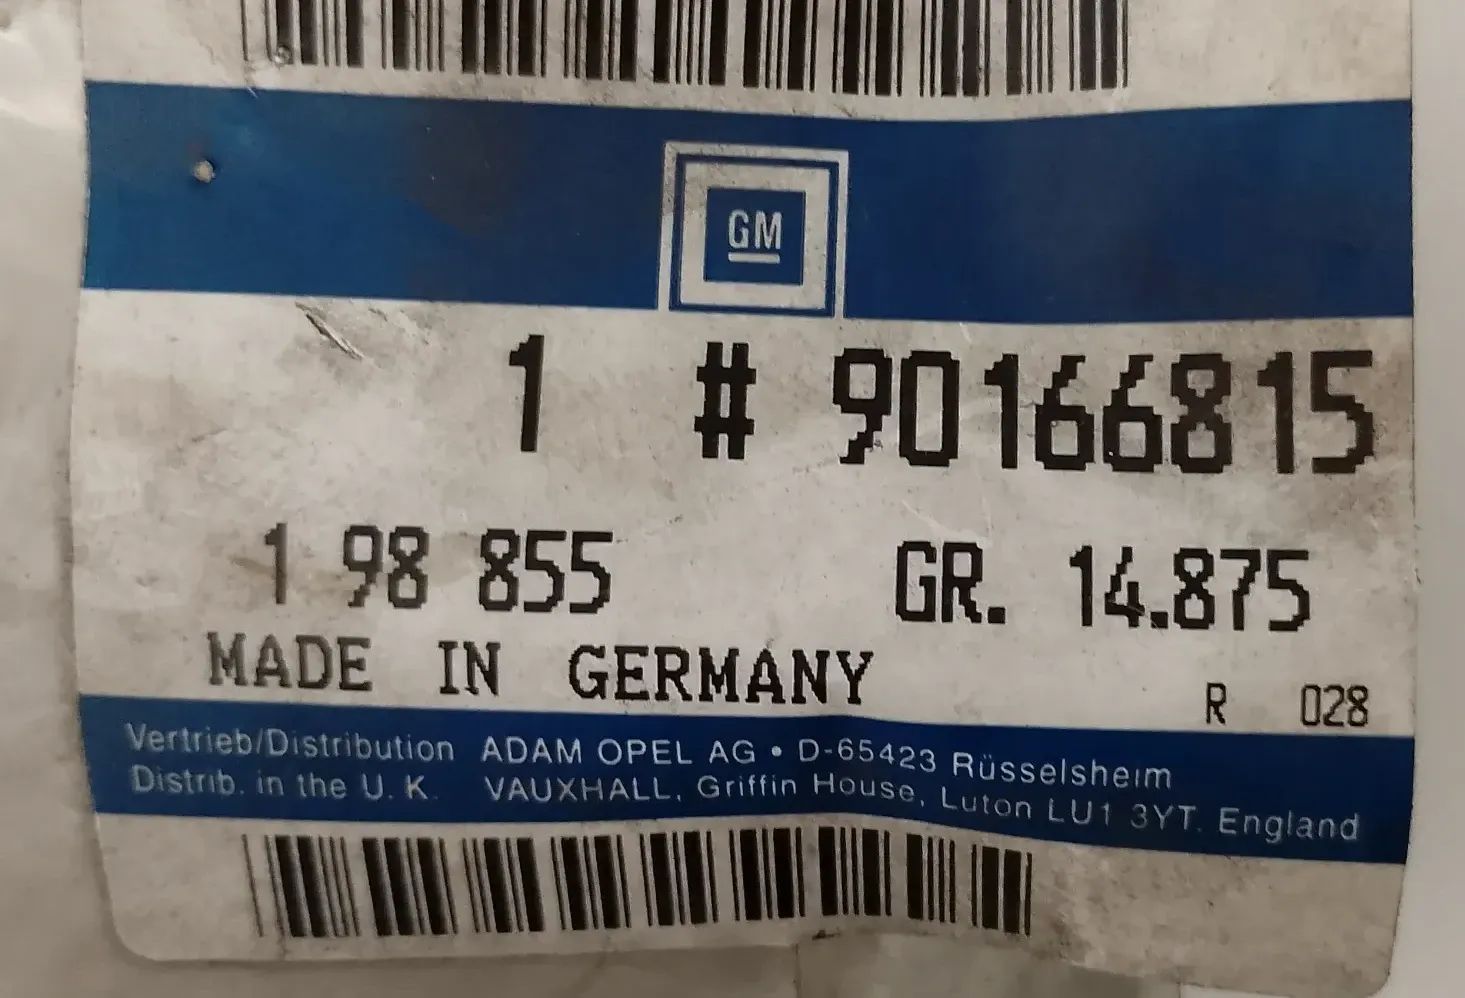 GM
1 # 90166815
1 98 855 GR. 14.875
MADE IN GERMANY
R 028
Vertrieb/Distribution ADAM OPEL AG • D-65423 Rüsselsheim
Distrib. in the U. K. VAUXHALL, Griffin House, Luton LU1 3YT. England